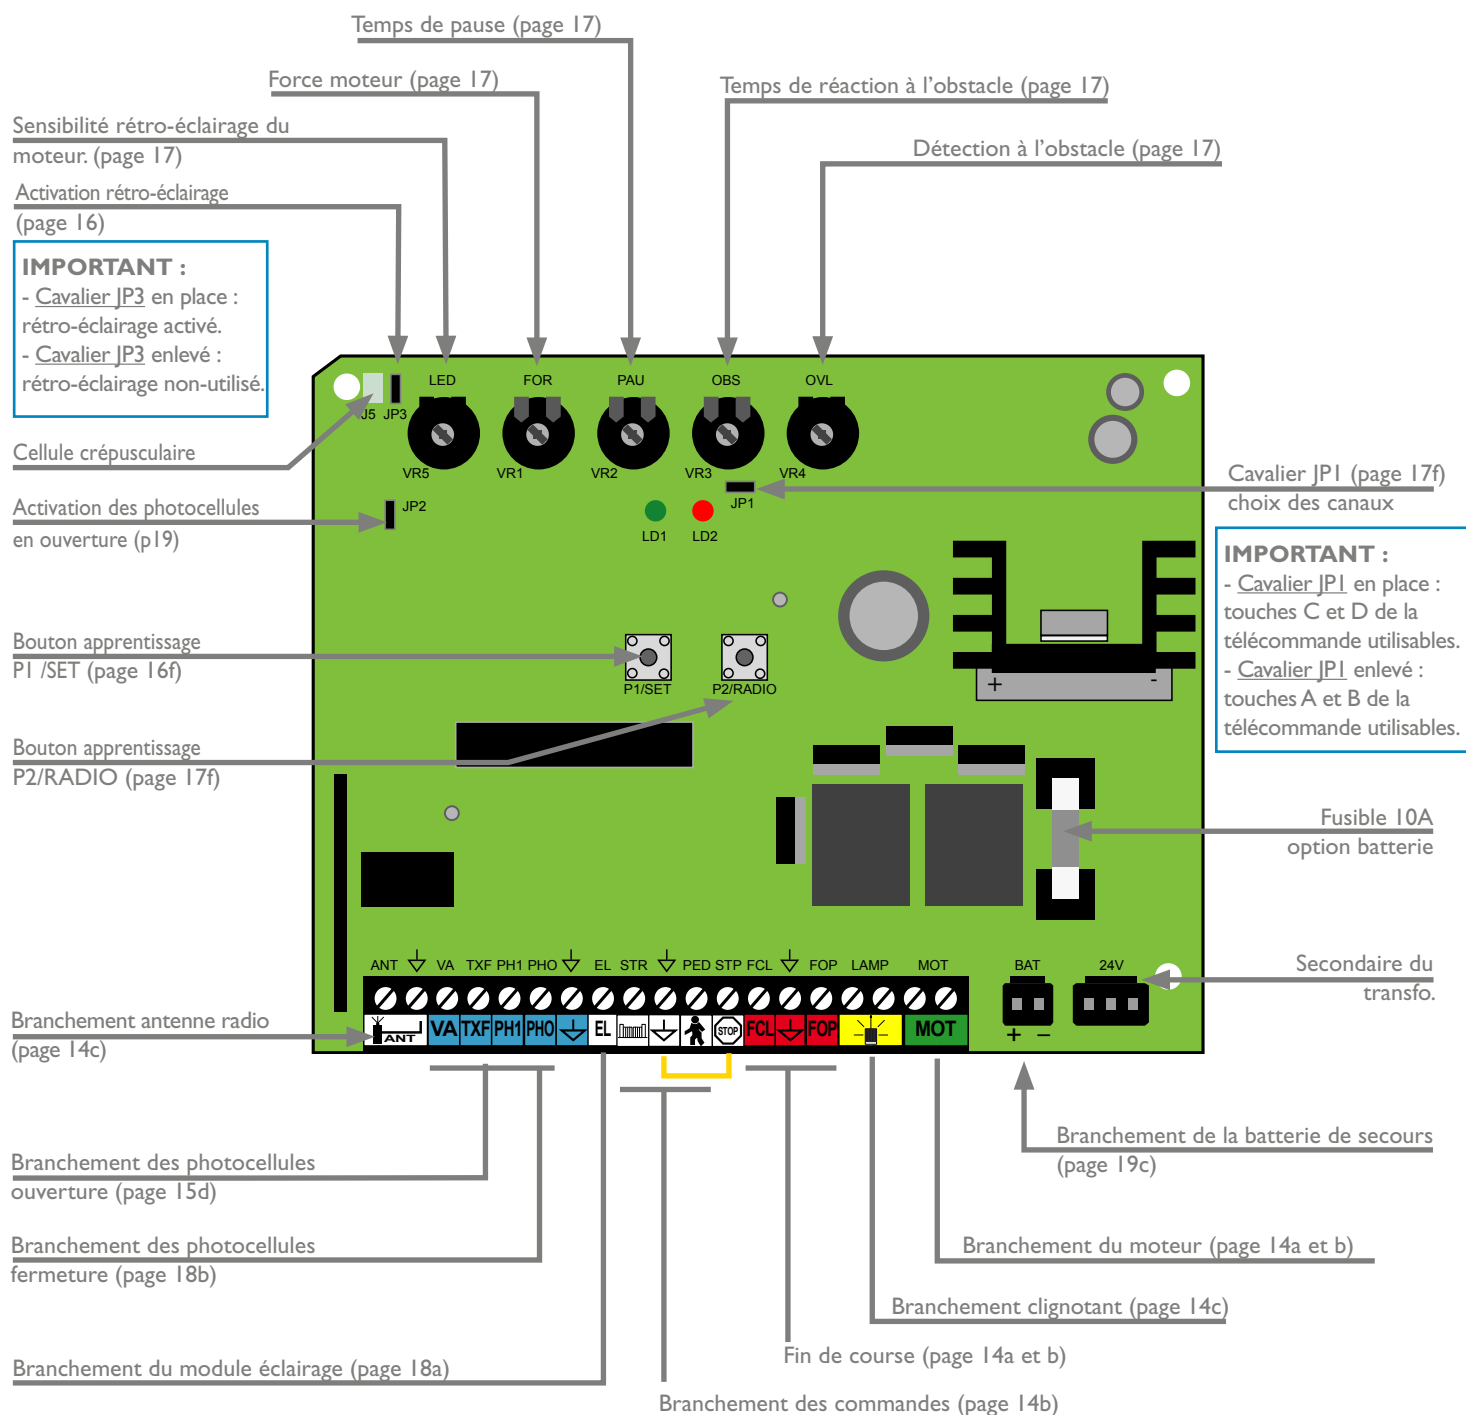 Temps de pause (page 17)
Force moteur (page 17)
Temps de réaction à l’obstacle (page 17)
Sensibilité rétro-éclairage du
moteur. (page 17)
Détection à l’obstacle (page 17)
Activation rétro-éclairage
(page 16)
IMPORTANT :
- Cavalier JP3 en place :
rétro-éclairage activé.
- Cavalier JP3 enlevé :
rétro-éclairage non-utilisé.
LED FOR PAU OBS OVL
J5 JP3
VR5 VR1 VR2 VR3 VR4
Cellule crépusculaire
Cavalier JP1 (page 17f)
choix des canaux
Activation des photocellules
en ouverture (p19)
JP2
JP1
LD1 LD2
IMPORTANT :
- Cavalier JP1 en place :
touches C et D de la
télécommande utilisables.
- Cavalier JP1 enlevé :
touches A et B de la
télécommande utilisables.
Bouton apprentissage
P1 /SET (page 16f)
P1/SET P2/RADIO
+ -
Bouton apprentissage
P2/RADIO (page 17f)
Fusible 10A
option batterie
ANT VA TXF PH1 PHO EL STR PED STP FCL FOP LAMP MOT BAT 24V
Secondaire du
transfo.
Branchement antenne radio
(page 14c)
ANT VA TXF PH1 PHO EL STOP FCL FOP MOT + –
Branchement de la batterie de secours
(page 19c)
Branchement des photocellules
ouverture (page 15d)
Branchement des photocellules
fermeture (page 18b)
Branchement du moteur (page 14a et b)
Branchement clignotant (page 14c)
Fin de course (page 14a et b)
Branchement du module éclairage (page 18a)
Branchement des commandes (page 14b)